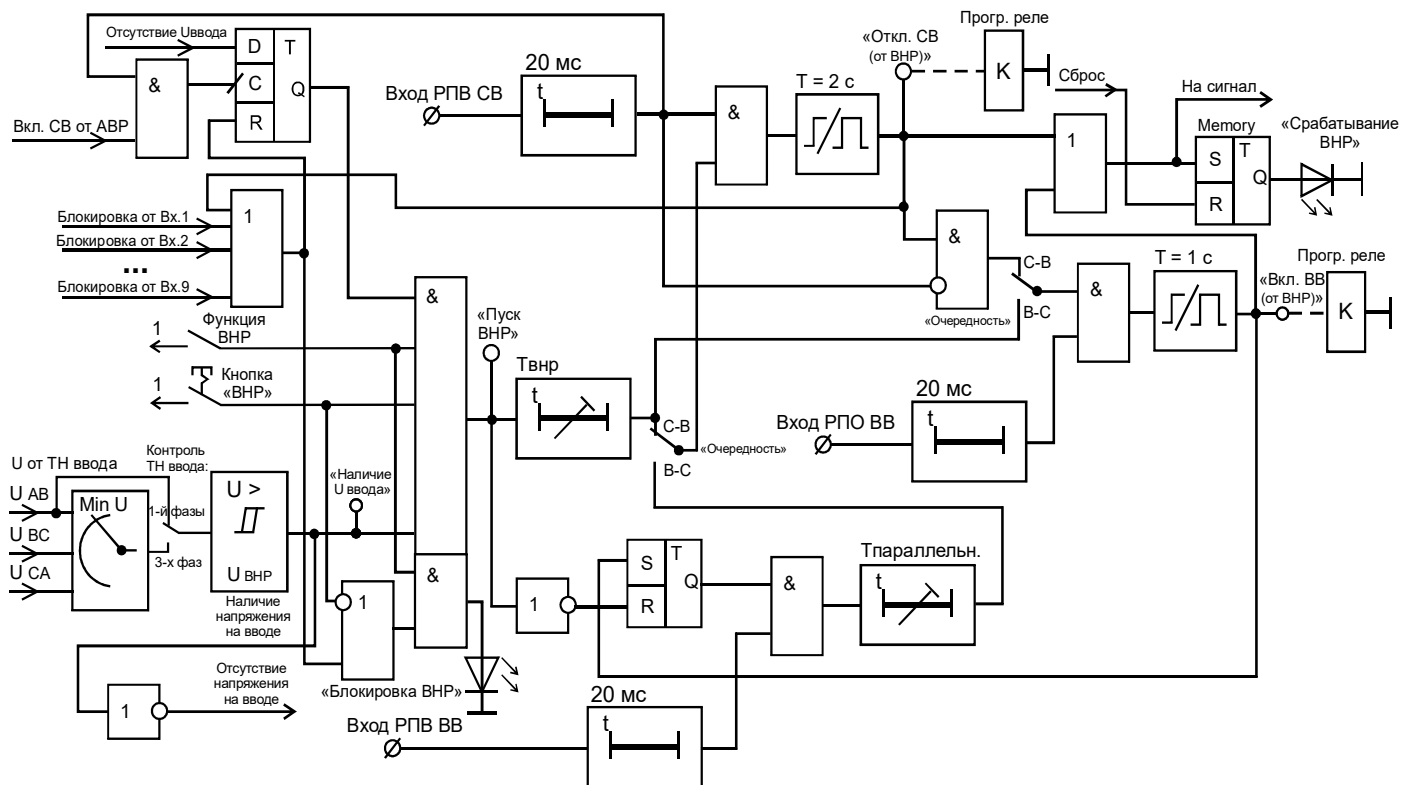 Отсутствие Uввода
D
T
C
Q
R
&
Вкл. СВ от АВР
20 мс
Вход РПВ СВ
t
&
T = 2 с
«Откл. СВ
(от ВНР)»
Прогр. реле
K
Сброс
На сигнал
1
Memory
S
T
Q
R
«Срабатывание
ВНР»
Блокировка от Вх.1
Блокировка от Вх.2
...
Блокировка от Вх.9
1
&
С-В
В-С
«Очередность»
&
T = 1 с
«Вкл. ВВ
(от ВНР)»
Прогр. реле
K
1
Функция
ВНР
1
Кнопка
«ВНР»
&
«Пуск
ВНР»
Твнр
t
С-В
В-С
«Очередность»
20 мс
Вход РПО ВВ
t
U от ТН ввода
Контроль
ТН ввода:
U АВ
U ВС
U СА
Min U
1-й фазы
3-х фаз
U >
U ВНР
Наличие
напряжения
на вводе
«Наличие
U ввода»
&
1
«Блокировка ВНР»
1
S
T
Q
R
&
Тпараллельн.
t
1
Отсутствие
напряжения
на вводе
20 мс
Вход РПВ ВВ
t